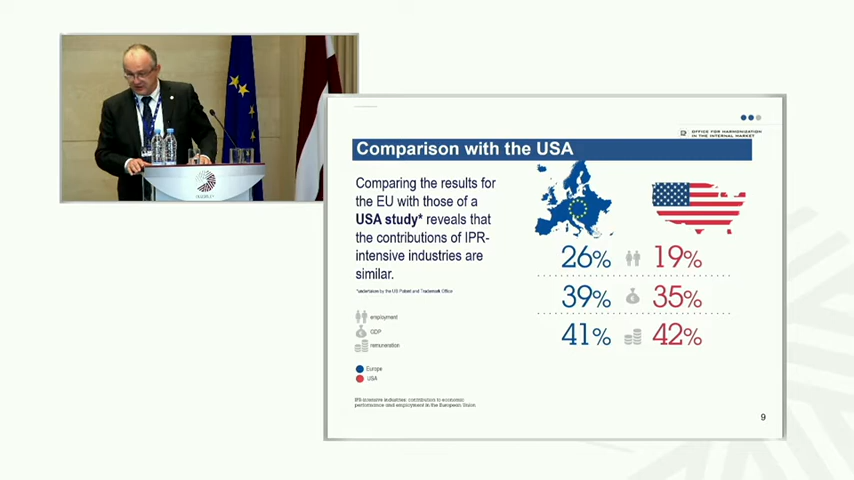 OFFICE FOR HARMONIZATION
IN THE INTERNAL MARKET
Comparison with the USA
Comparing the results for
the EU with those of a
USA study* reveals that
the contributions of IPR-
intensive industries are
similar.
*undertaken by the US Patent and Trademark Office
26% 19%
39% 35%
41% 42%
employment
GDP
remuneration
Europe
USA
IPR intensive industries: contribution to economic
performance and employment in the European Union
9